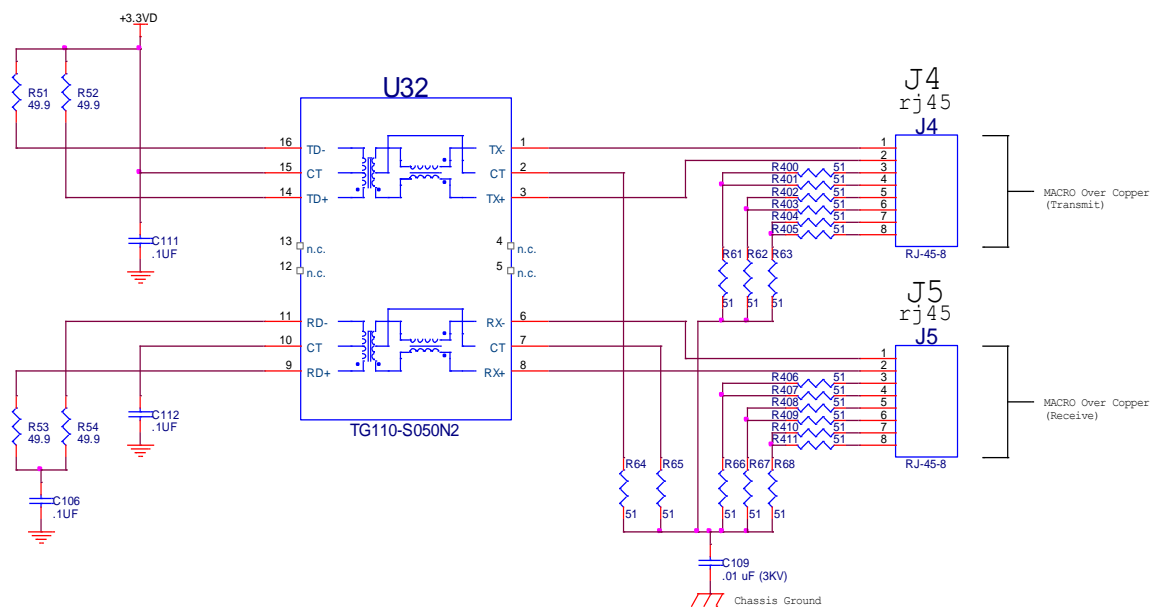 +3.3VD
R51
49.9
R52
49.9
C111
.1UF
U32
16 TD- TX- 1
15 CT CT 2
14 TD+ TX+ 3
13 n.c. n.c. 4
12 n.c. n.c. 5
11 RD- RX- 6
10 CT CT 7
9 RD+ RX+ 8
TG110-S050N2
R53
49.9
R54
49.9
C112
.1UF
C106
.1UF
J4
rj45
J4
1
2
R400 51 3
R401 51 4
R402 51 5
R403 51 6
R404 51 7
R405 51 8
RJ-45-8
MACRO Over Copper
(Transmit)
R61 R62 R63
51 51 51
J5
rj45
J5
1
2
R406 51 3
R407 51 4
R408 51 5
R409 51 6
R410 51 7
R411 51 8
RJ-45-8
MACRO Over Copper
(Receive)
R64 R65 R66 R67 R68
51 51 51 51 51
C109
.01 uF (3KV)
Chassis Ground